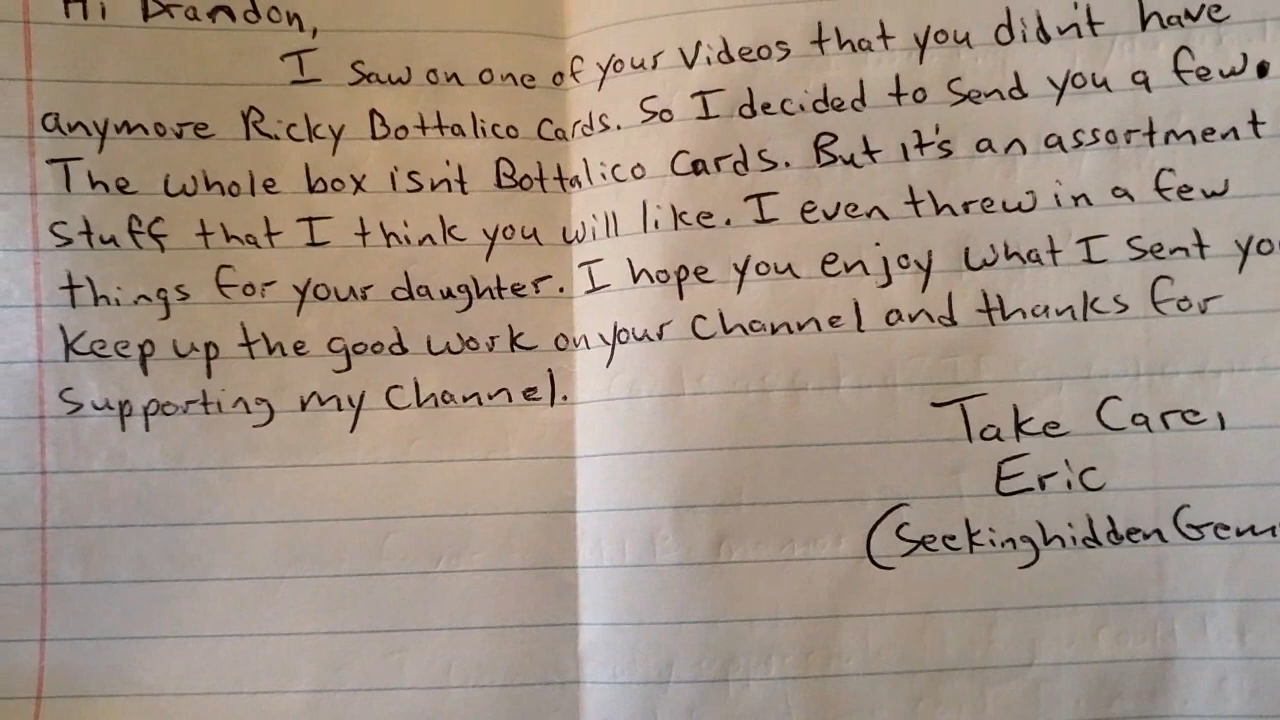 Hi Brandon,
I saw on one of your videos that you didn't have
anymore Ricky Bottalico Cards. So I decided to send you a few.
The whole box isn't Bottalico Cards. But it's an assortment
stuff that I think you will like. I even threw in a few
things for your daughter. I hope you enjoy what I sent yo
Keep up the good work on your Channel and thanks for
supporting my Channel.
Take Care,
Eric
(SeekinghiddenGem